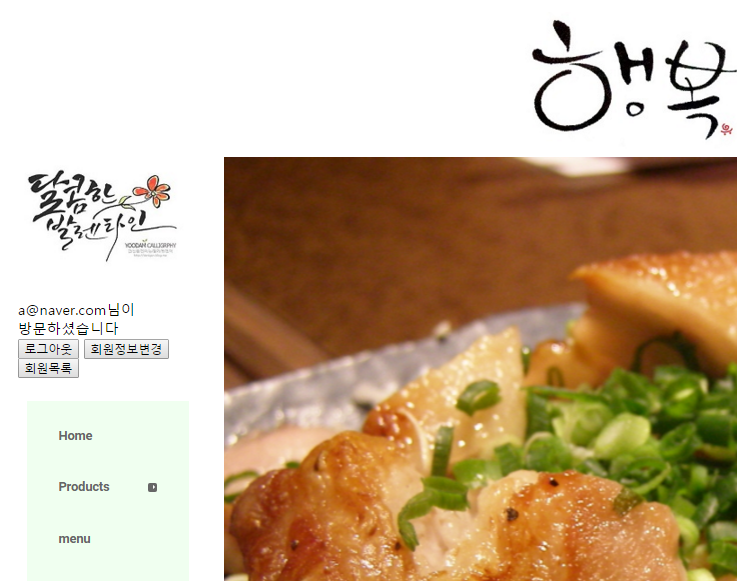 행복
달콤한
발렌타인
YOODAM CALLIGRPHY
a@naver.com님이
방문하셨습니다
로그아웃 회원정보변경
회원목록
Home
Products
menu